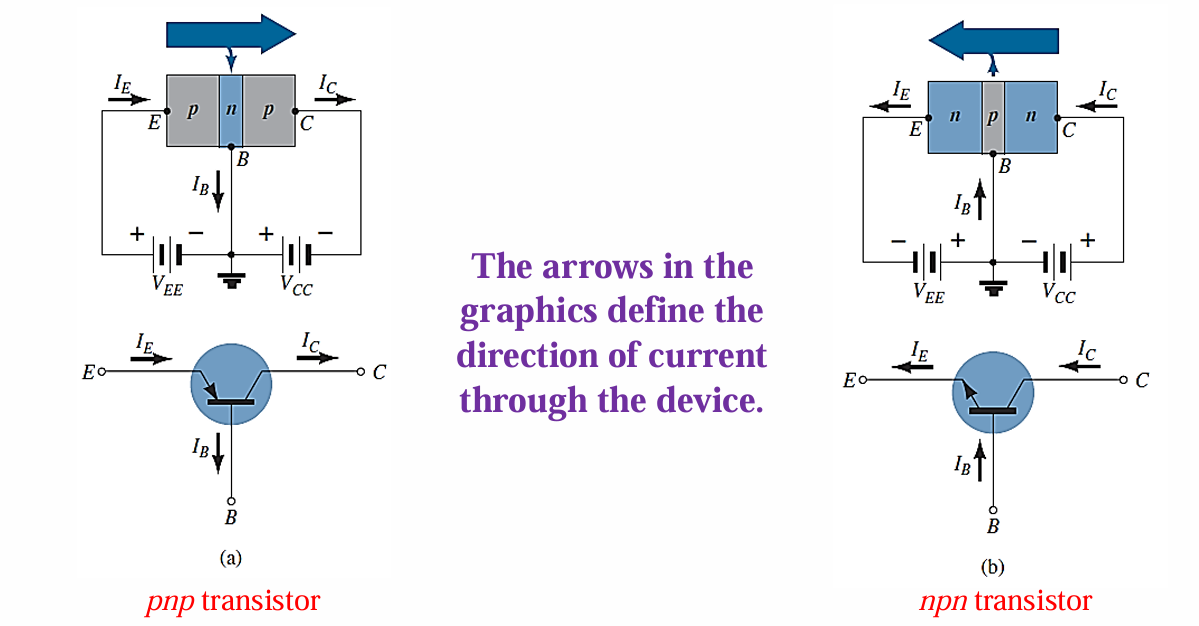 I_E
I_C
p n p
E
C
B
I_B
+ − + −
V_EE
V_CC
I_E
I_C
E
C
I_B
B
(a)
pnp transistor
The arrows in the
graphics define the
direction of current
through the device.
I_E
I_C
n p n
E
C
B
I_B
− + − +
V_EE
V_CC
I_E
I_C
E
C
I_B
B
(b)
npn transistor